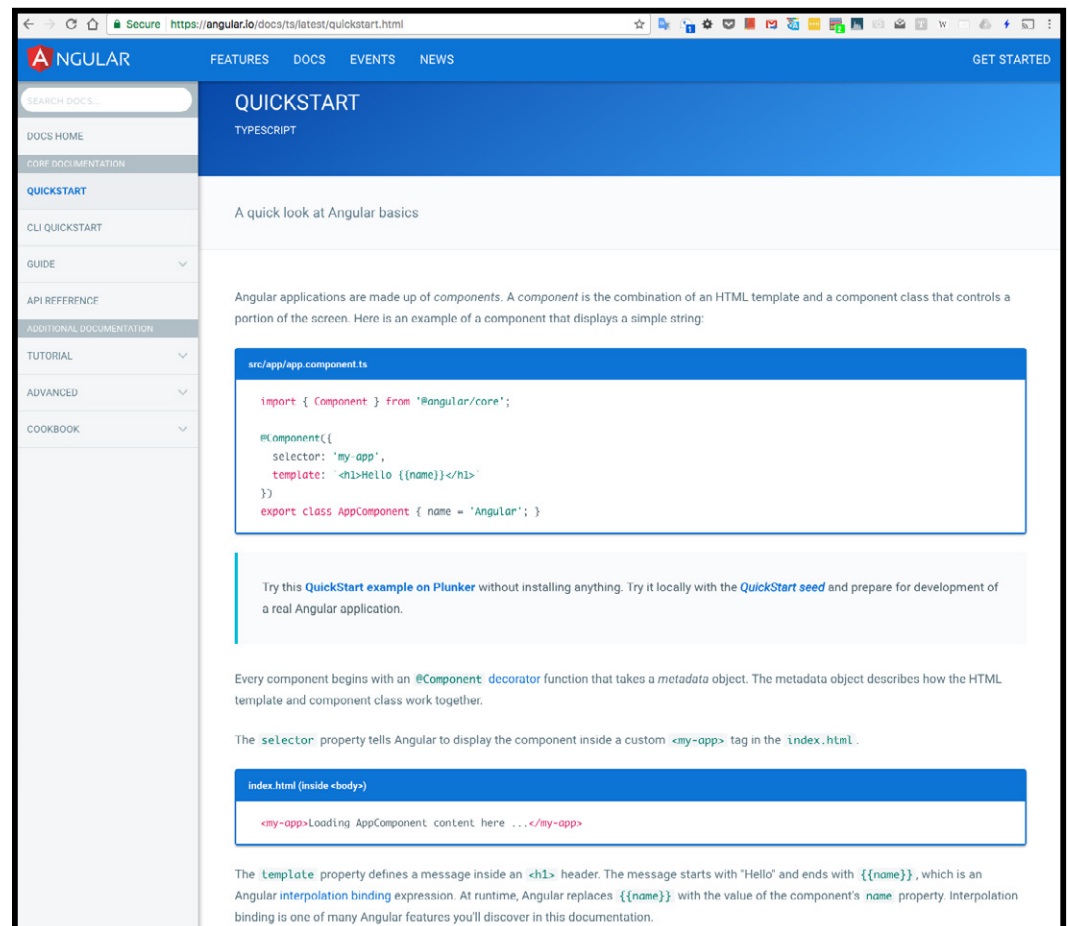 Secure https://angular.io/docs/ts/latest/quickstart.html
ANGULAR FEATURES DOCS EVENTS NEWS GET STARTED
SEARCH DOCS...
DOCS HOME
CORE DOCUMENTATION
QUICKSTART
CLI QUICKSTART
GUIDE
API REFERENCE
ADDITIONAL DOCUMENTATION
TUTORIAL
ADVANCED
COOKBOOK
QUICKSTART
TYPESCRIPT
A quick look at Angular basics
Angular applications are made up of components. A component is the combination of an HTML template and a component class that controls a
portion of the screen. Here is an example of a component that displays a simple string:
src/app/app.component.ts
import { Component } from '@angular/core';
@Component({
selector: 'my-app',
template: `<h1>Hello {{name}}</h1>`
})
export class AppComponent { name = 'Angular'; }
Try this QuickStart example on Plunker without installing anything. Try it locally with the QuickStart seed and prepare for development of
a real Angular application.
Every component begins with an @Component decorator function that takes a metadata object. The metadata object describes how the HTML
template and component class work together.
The selector property tells Angular to display the component inside a custom <my-app> tag in the index.html .
index.html (inside <body>)
<my-app>Loading AppComponent content here ...</my-app>
The template property defines a message inside an <h1> header. The message starts with "Hello" and ends with {{name}} , which is an
Angular interpolation binding expression. At runtime, Angular replaces {{name}} with the value of the component's name property. Interpolation
binding is one of many Angular features you'll discover in this documentation.